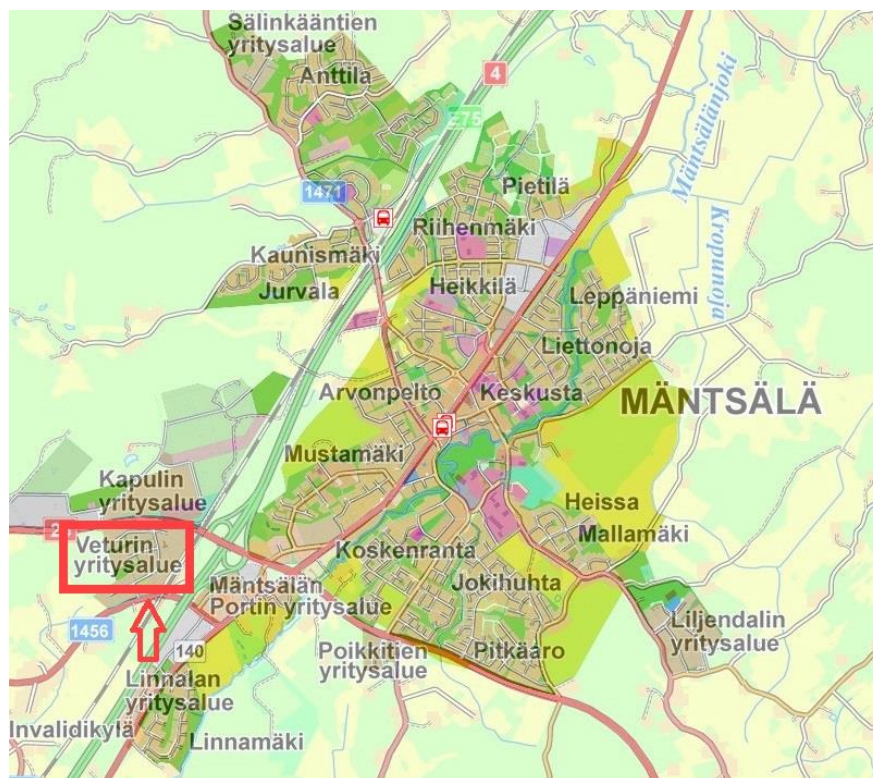 Sälinkääntien
yritysalue
Anttila
4
E75
Mäntsälänjoki
Kropunoja
1471
Pietilä
Riihenmäki
Kaunismäki
Jurvala
Heikkilä
Leppäniemi
Liettonoja
Arvonpelto
Keskusta
MÄNTSÄLÄ
Mustamäki
Kapulin
yritysalue
Heissa
Mallamäki
Veturin
yritysalue
Koskenranta
Mäntsälän
Portin yritysalue
Jokihuhta
1456
140
Poikkitien
yritysalue
Pitkäaro
Liljendalin
yritysalue
Linnalan
yritysalue
Invalidikylä
Linnamäki